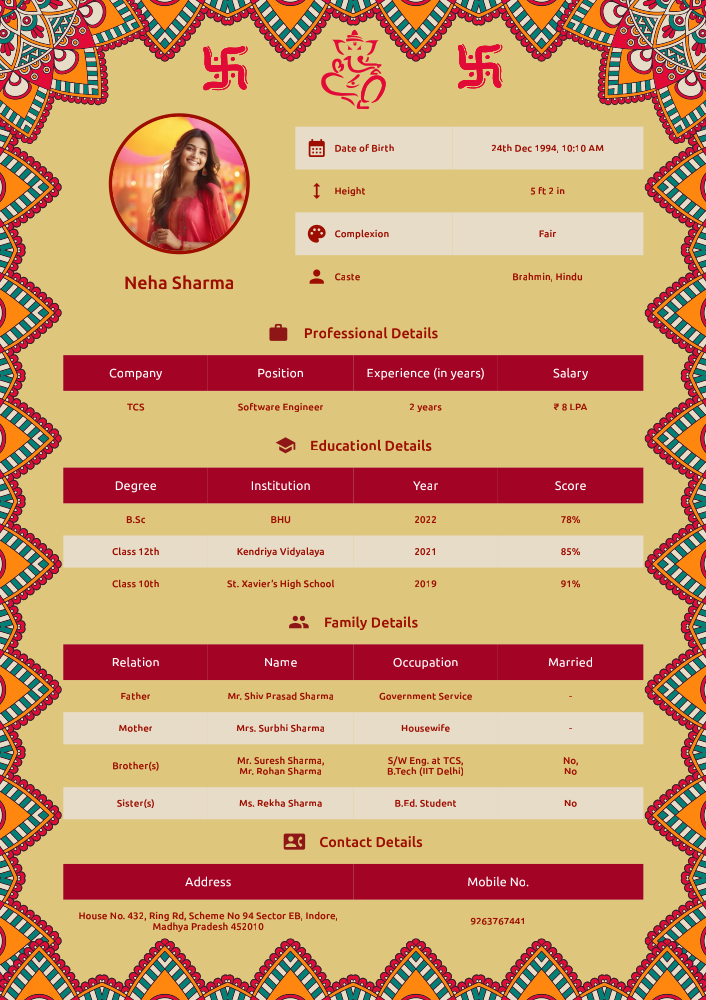 Date of Birth 24th Dec 1994, 10:10 AM
Height 5 ft 2 in
Complexion Fair
Caste Brahmin, Hindu
Neha Sharma
Professional Details
Company Position Experience (in years) Salary
TCS Software Engineer 2 years ₹ 8 LPA
Educationl Details
Degree Institution Year Score
B.Sc BHU 2022 78%
Class 12th Kendriya Vidyalaya 2021 85%
Class 10th St. Xavier's High School 2019 91%
Family Details
Relation Name Occupation Married
Father Mr. Shiv Prasad Sharma Government Service -
Mother Mrs. Surbhi Sharma Housewife -
Brother(s) Mr. Suresh Sharma, S/W Eng. at TCS, No,
Mr. Rohan Sharma B.Tech (IIT Delhi) No
Sister(s) Ms. Rekha Sharma B.Ed. Student No
Contact Details
Address Mobile No.
House No. 432, Ring Rd, Scheme No 94 Sector EB, Indore, 9263767441
Madhya Pradesh 452010